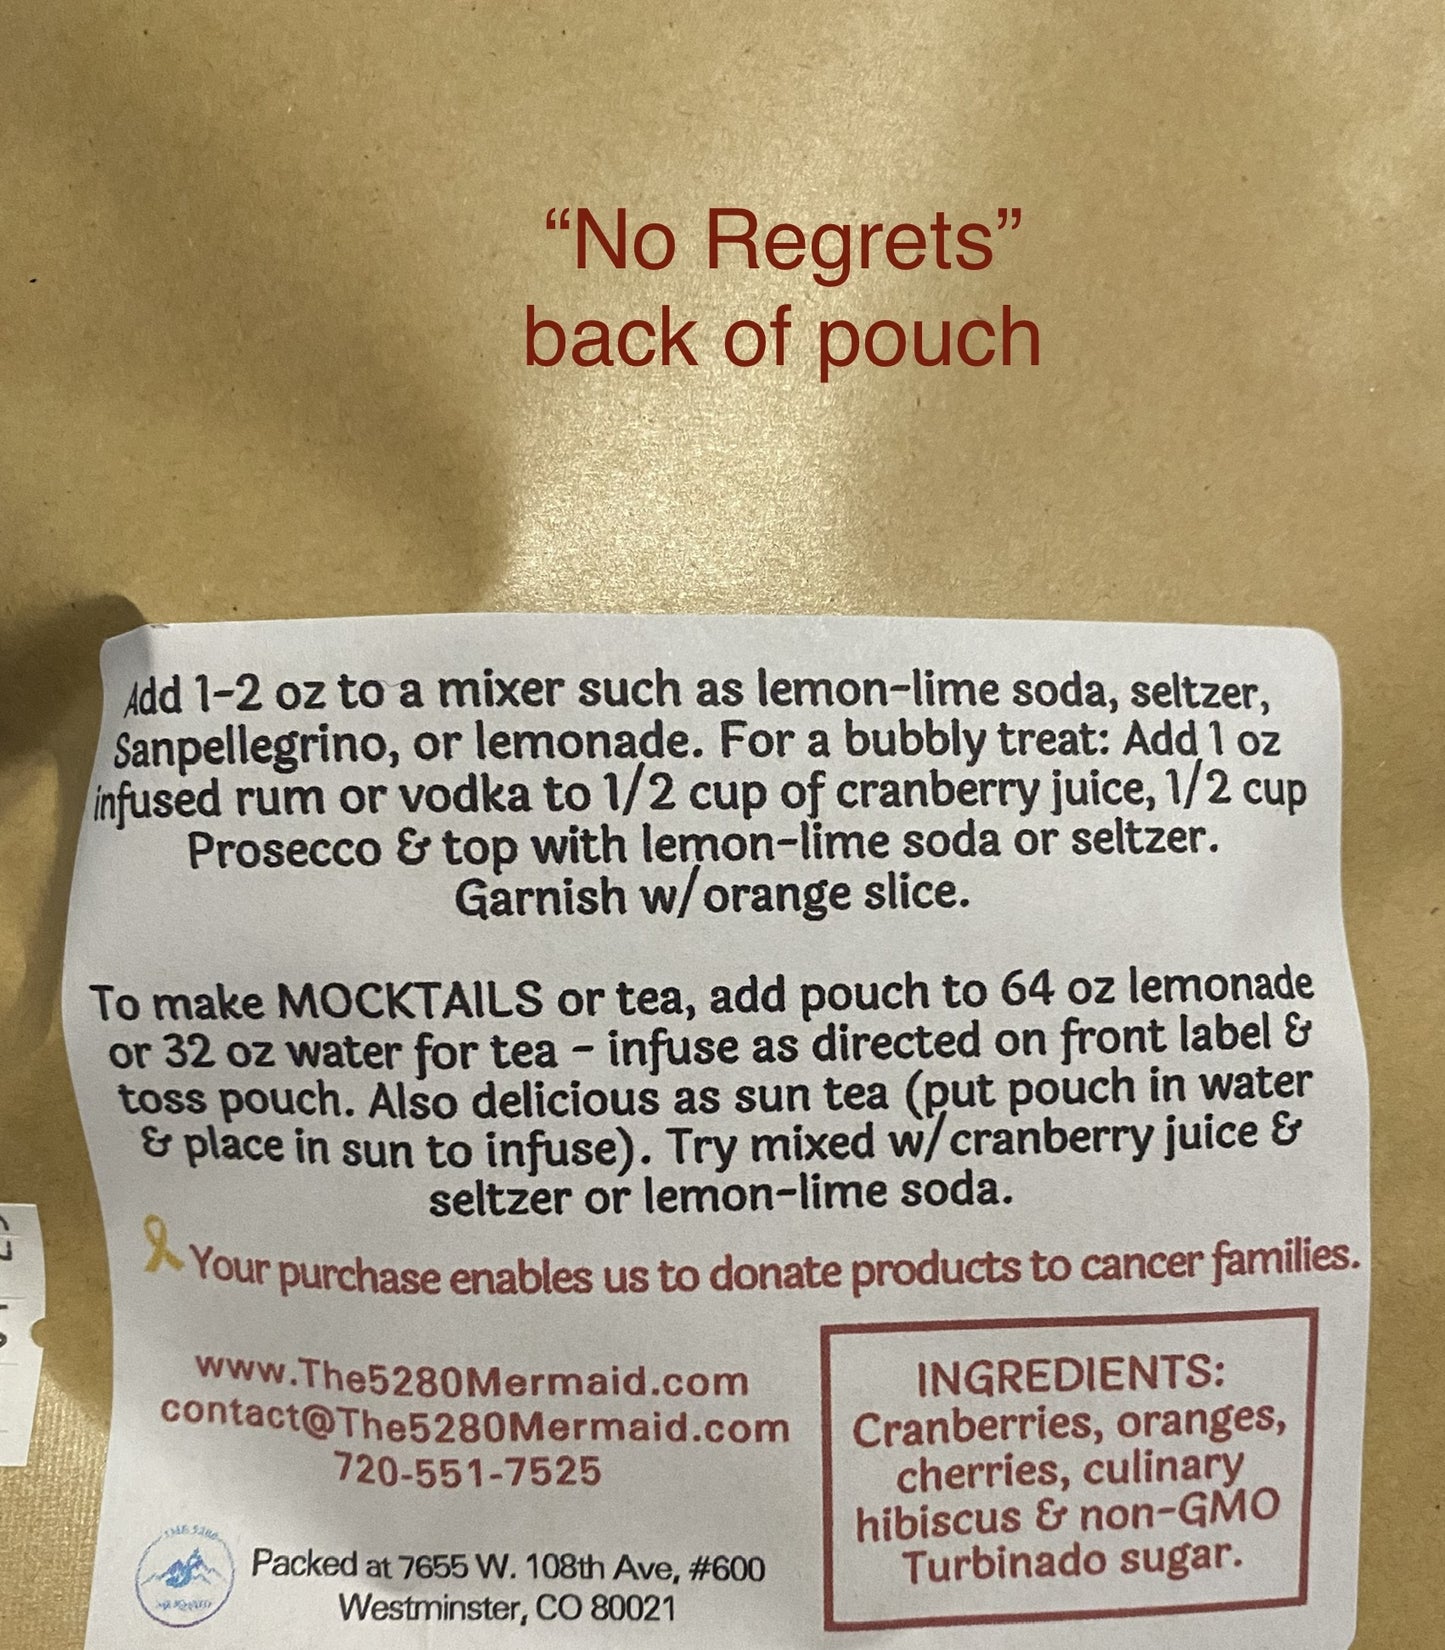 “No Regrets”
back of pouch
Add 1-2 oz to a mixer such as lemon-lime soda, seltzer,
Sanpellegrino, or lemonade. For a bubbly treat: Add 1 oz
infused rum or vodka to 1/2 cup of cranberry juice, 1/2 cup
Prosecco & top with lemon-lime soda or seltzer.
Garnish w/orange slice.
To make MOCKTAILS or tea, add pouch to 64 oz lemonade
or 32 oz water for tea - infuse as directed on front label &
toss pouch. Also delicious as sun tea (put pouch in water
& place in sun to infuse). Try mixed w/cranberry juice &
seltzer or lemon-lime soda.
Your purchase enables us to donate products to cancer families.
www.The5280Mermaid.com
contact@The5280Mermaid.com
720-551-7525
THE 5280
Packed at 7655 W. 108th Ave, #600
Westminster, CO 80021
INGREDIENTS:
Cranberries, oranges,
cherries, culinary
hibiscus & non-GMO
Turbinado sugar.